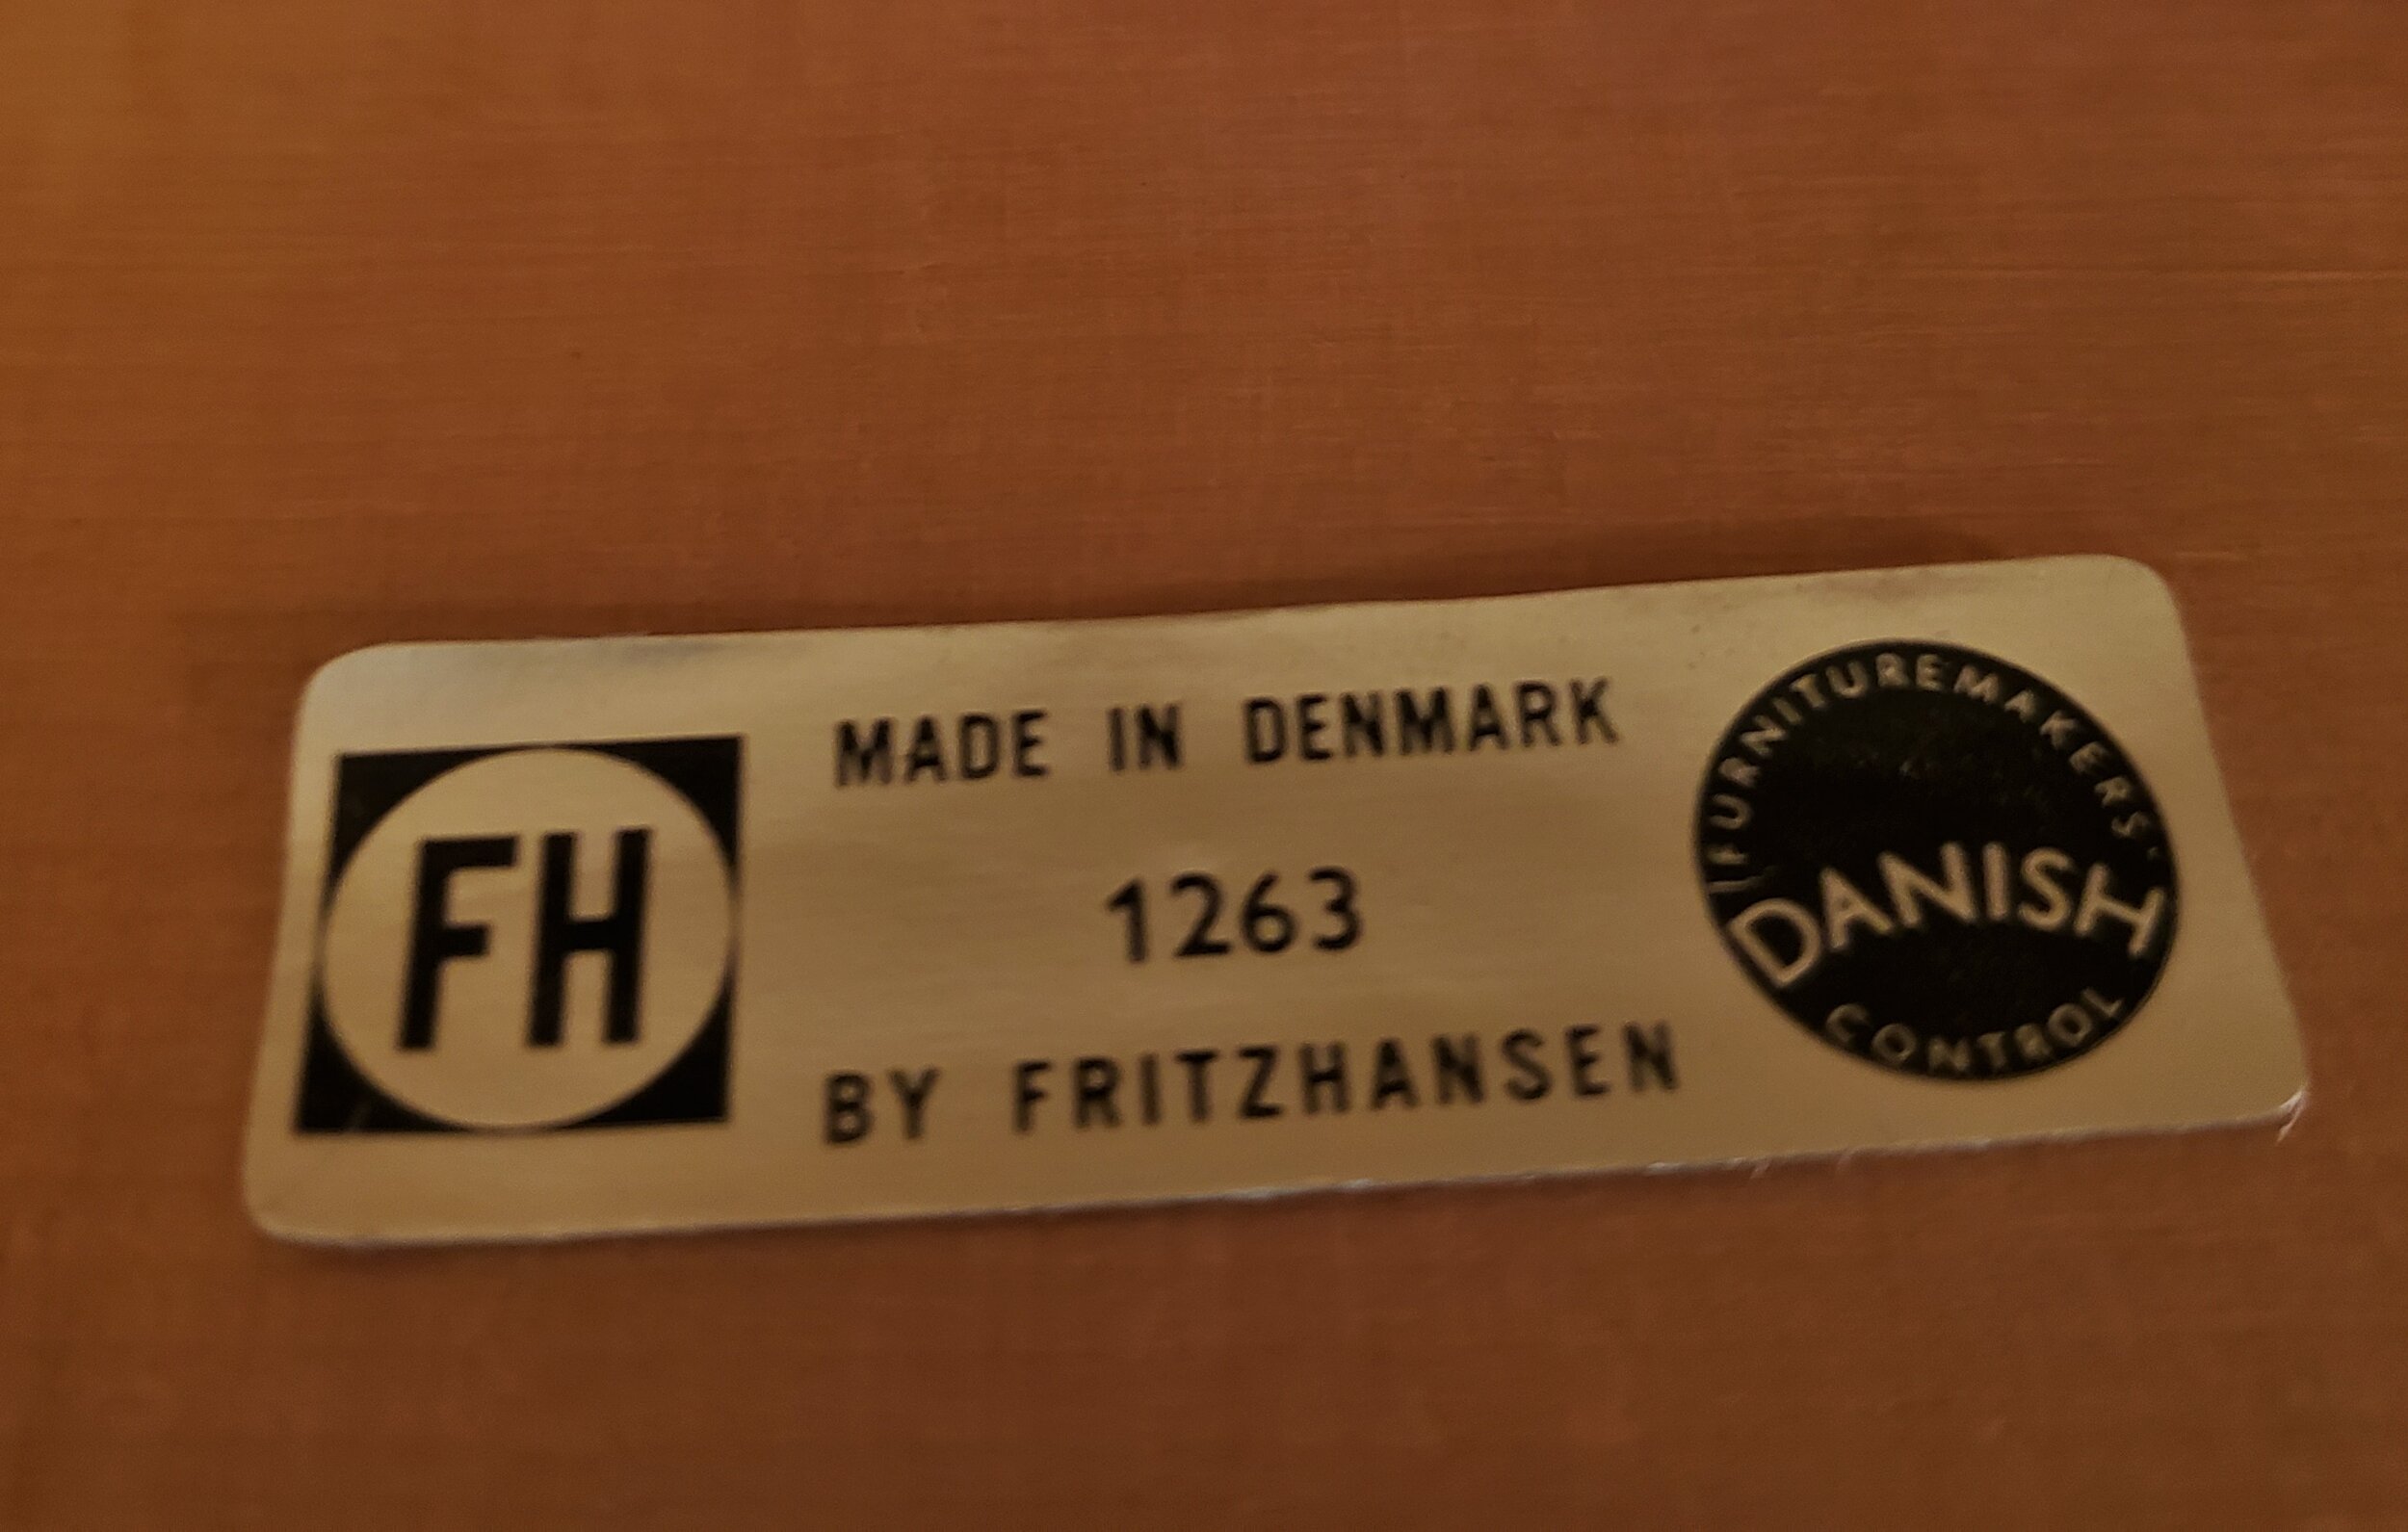 FH
MADE IN DENMARK
1263
BY FRITZHANSEN
FURNITUREMAKERS'
DANISH
CONTROL